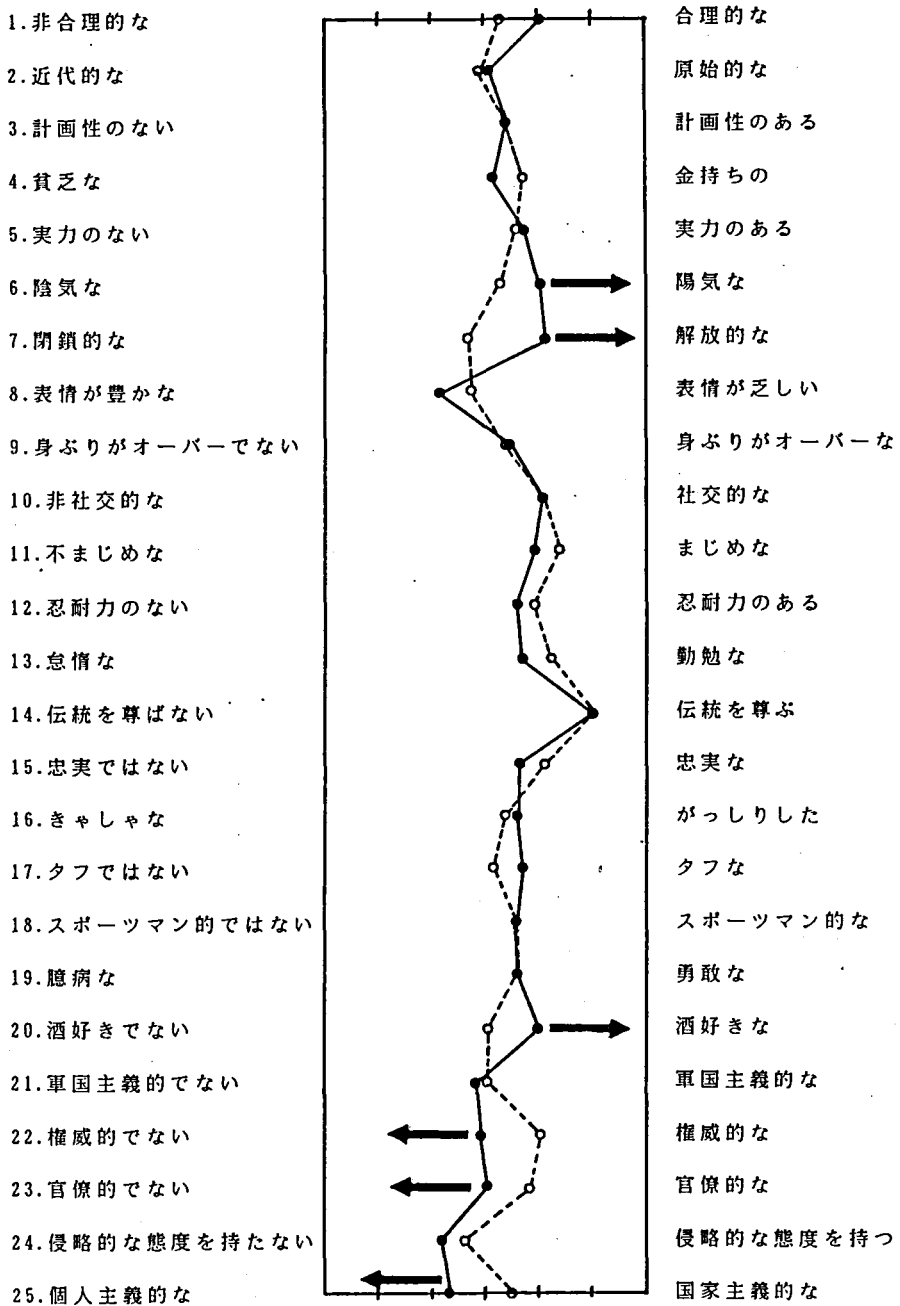 1.非合理的な 合理的な
2.近代的な 原始的な
3.計画性のない 計画性のある
4.貧乏な 金持ちの
5.実力のない 実力のある
6.陰気な 陽気な
7.閉鎖的な 解放的な
8.表情が豊かな 表情が乏しい
9.身ぶりがオーバーでない 身ぶりがオーバーな
10.非社交的な 社交的な
11.不まじめな まじめな
12.忍耐力のない 忍耐力のある
13.怠惰な 勤勉な
14.伝統を尊ばない 伝統を尊ぶ
15.忠実ではない 忠実な
16.きゃしゃな がっしりした
17.タフではない タフな
18.スポーツマン的ではない スポーツマン的な
19.臆病な 勇敢な
20.酒好きでない 酒好きな
21.軍国主義的でない 軍国主義的な
22.権威的でない 権威的な
23.官僚的でない 官僚的な
24.侵略的な態度を持たない 侵略的な態度を持つ
25.個人主義的な 国家主義的な